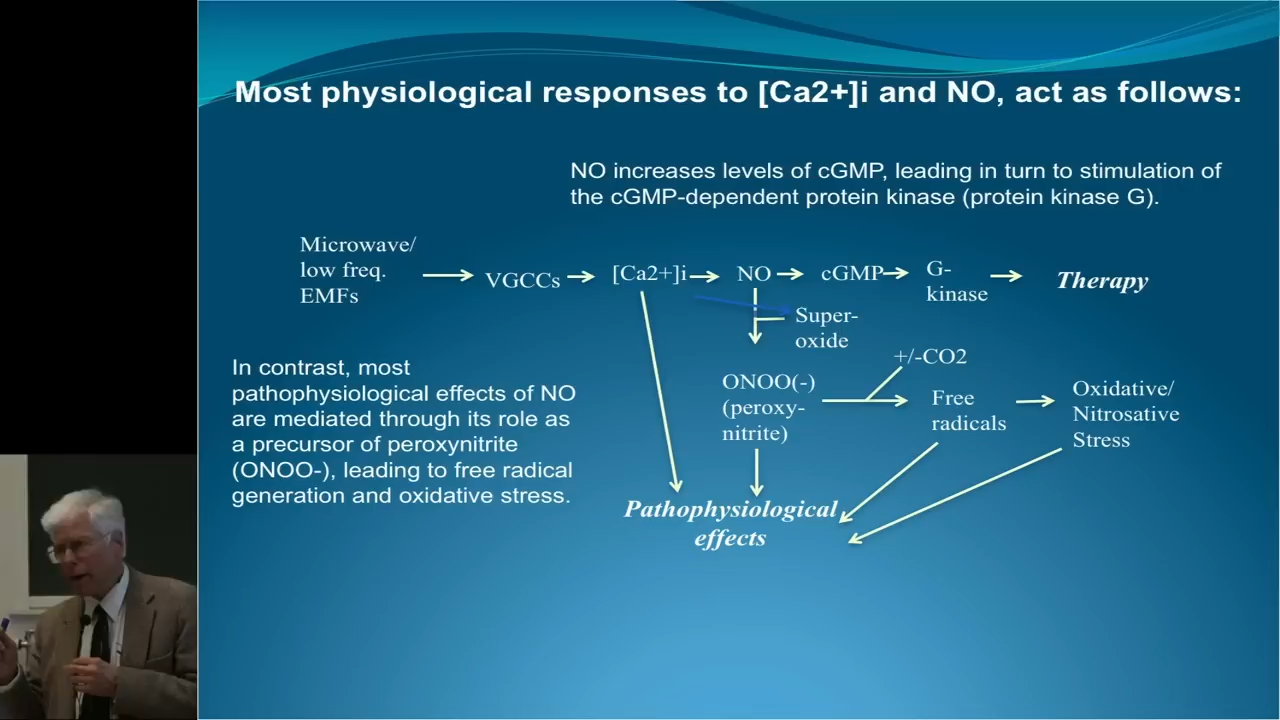 Most physiological responses to [Ca2+]i and NO, act as follows:
NO increases levels of cGMP, leading in turn to stimulation of
the cGMP-dependent protein kinase (protein kinase G).
Microwave/
low freq.
EMFs
VGCCs
[Ca2+]i
NO
cGMP
G-
kinase
Therapy
Super-
oxide
+/-CO2
In contrast, most
pathophysiological effects of NO
are mediated through its role as
a precursor of peroxynitrite
(ONOO-), leading to free radical
generation and oxidative stress.
ONOO(-)
(peroxy-
nitrite)
Free
radicals
Oxidative/
Nitrosative
Stress
Pathophysiological
effects